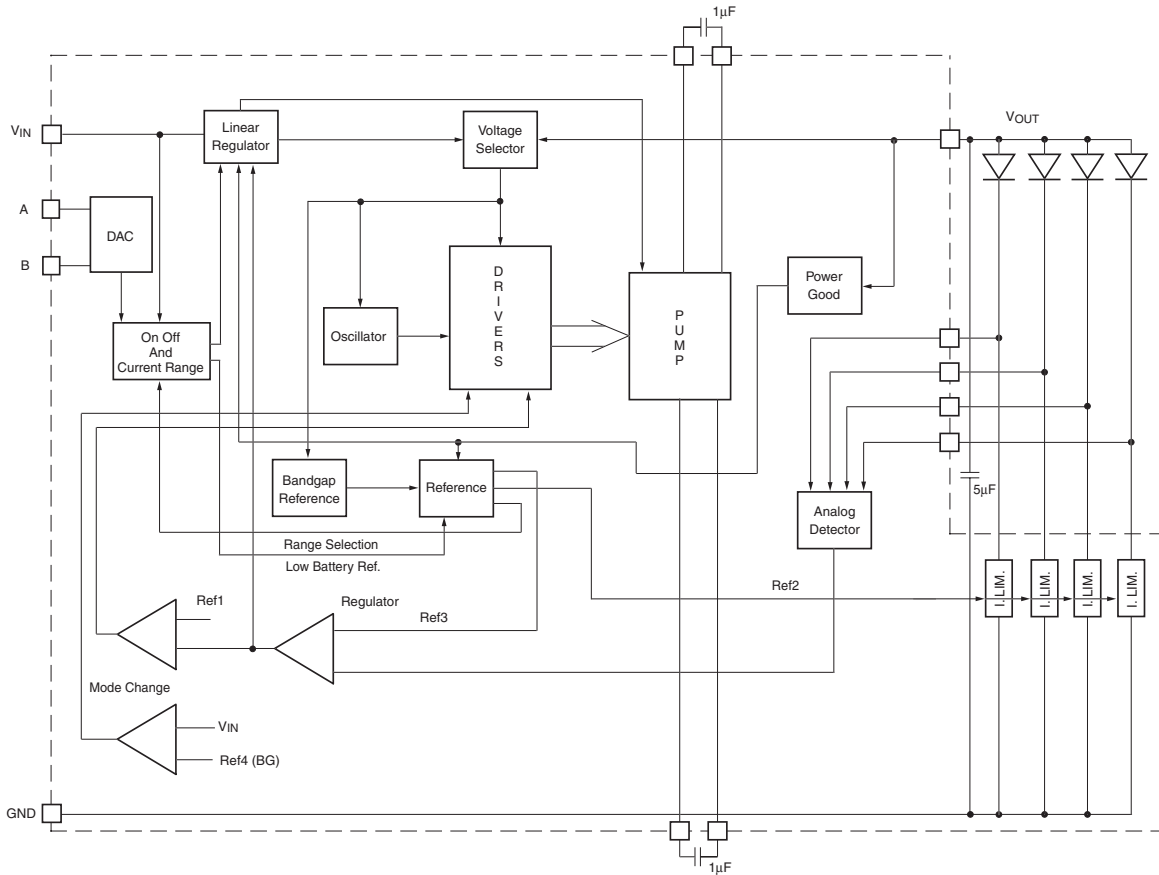 1μF
VIN
Linear
Regulator
Voltage
Selector
VOUT
A
DAC
B
DRIVERS
Power
Good
Oscillator
PUMP
On Off
And
Current Range
Bandgap
Reference
Reference
5μF
Analog
Detector
Range Selection
Low Battery Ref.
Ref2
I. LIM.
I. LIM.
I. LIM.
I. LIM.
Ref1
Regulator
Ref3
Mode Change
VIN
Ref4 (BG)
GND
1μF